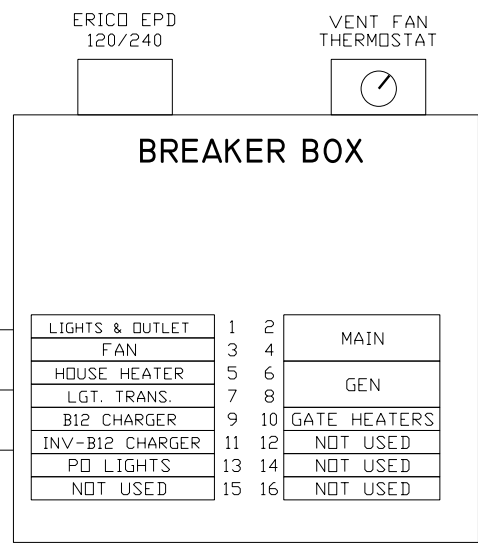 ERICO EPD
120/240
VENT FAN
THERMOSTAT
BREAKER BOX
LIGHTS & OUTLET 1 2 MAIN
FAN 3 4
HOUSE HEATER 5 6 GEN
LGT. TRANS. 7 8
B12 CHARGER 9 10 GATE HEATERS
INV-B12 CHARGER 11 12 NOT USED
PO LIGHTS 13 14 NOT USED
NOT USED 15 16 NOT USED